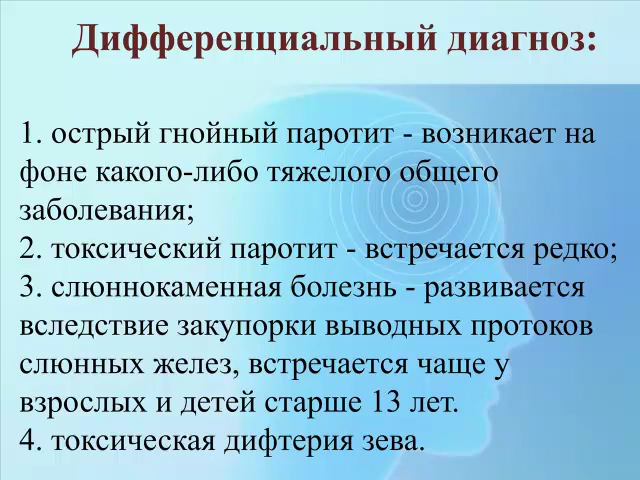 Дифференциальный диагноз:
1. острый гнойный паротит - возникает на
фоне какого-либо тяжелого общего
заболевания;
2. токсический паротит - встречается редко;
3. слюннокаменная болезнь - развивается
вследствие закупорки выводных протоков
слюнных желез, встречается чаще у
взрослых и детей старше 13 лет.
4. токсическая дифтерия зева.